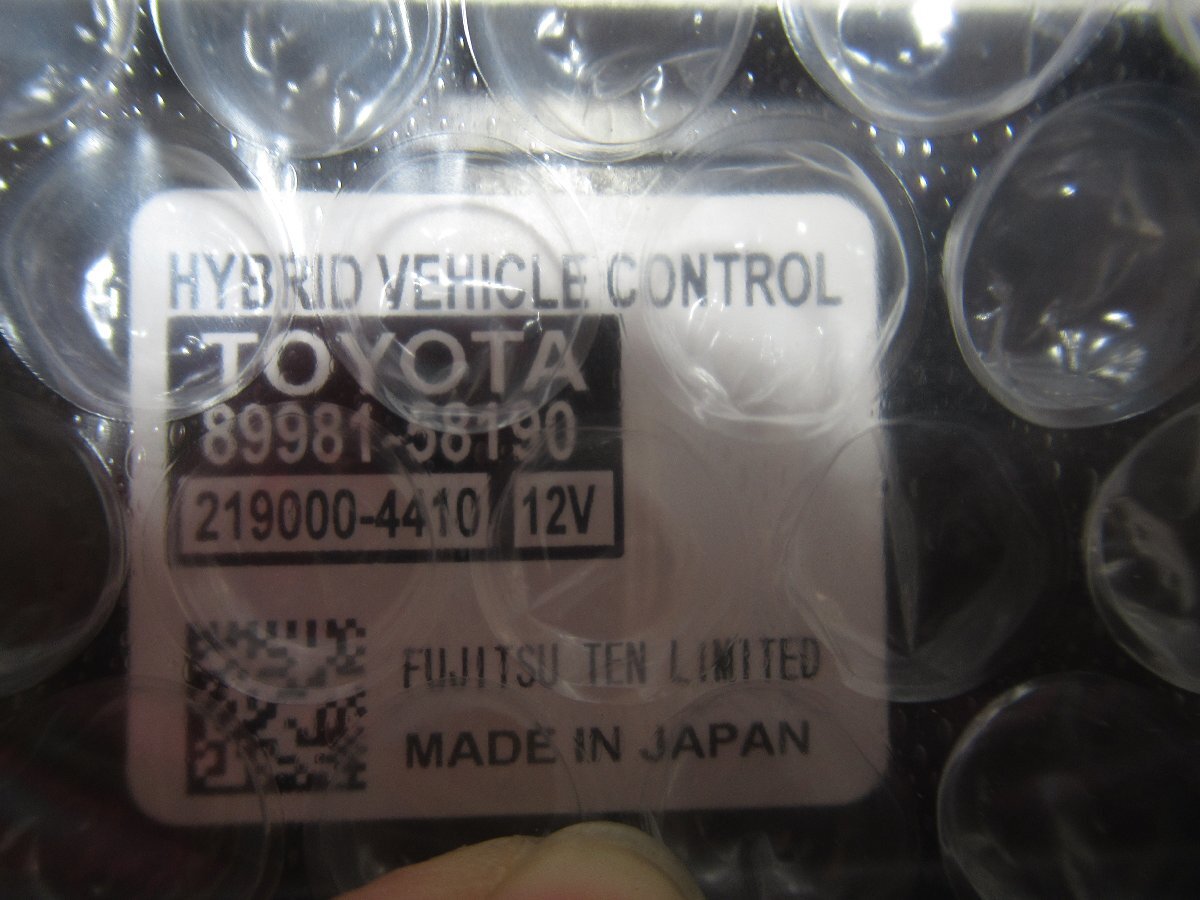 HYBRID VEHICLE CONTROL
TOYOTA
89981-58190
219000-4410 12V
FUJITSU TEN LIMITED
MADE IN JAPAN